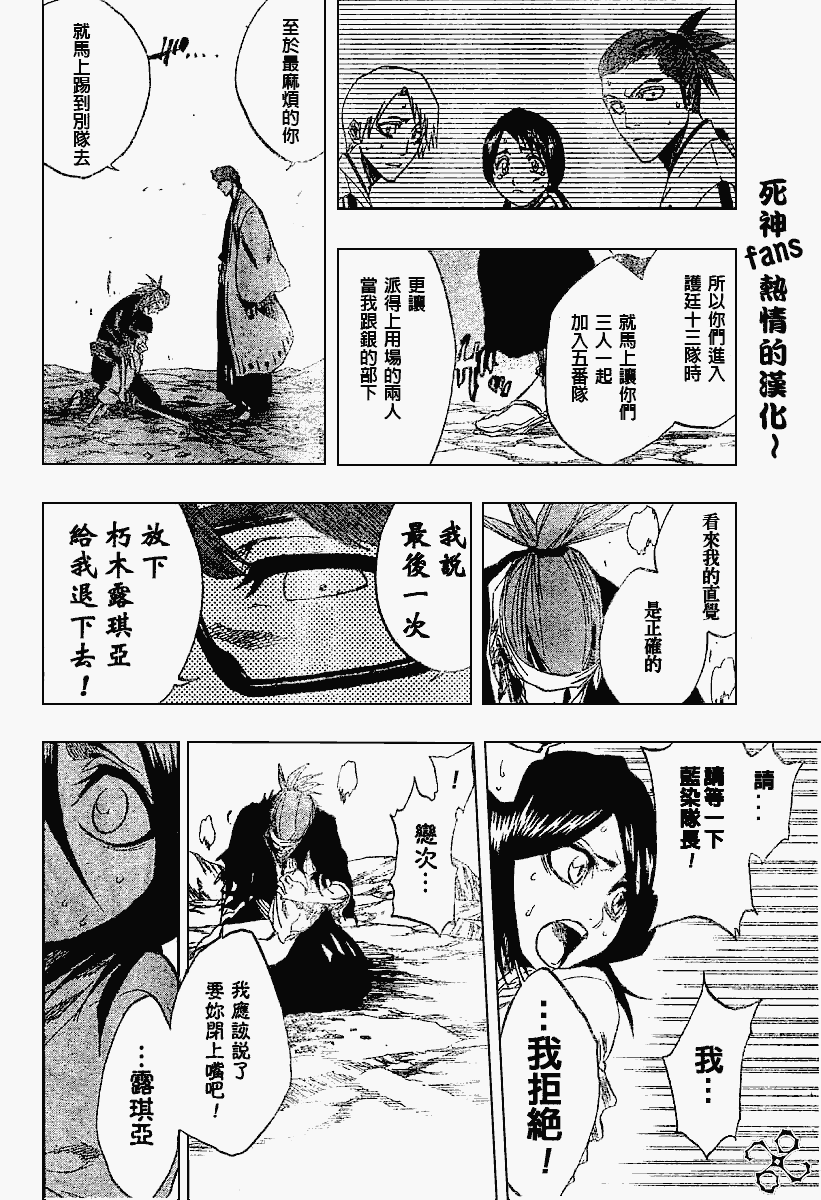 死神
fans
熱情的漢化~
所以你們進入
護廷十三隊時
就馬上讓你們
三人一起
加入五番隊
更讓
派得上用場的兩人
當我跟銀的部下
至於最麻煩的你
就馬上踢到別隊去
看來我的直覺
是正確的
我説
最後一次
放下
朽木露琪亞
給我退下去！
請…
請等一下
藍染隊長！
我…
…我拒絕！
！
戀次…
我應該説了
要妳閉上嘴吧！
…露琪亞